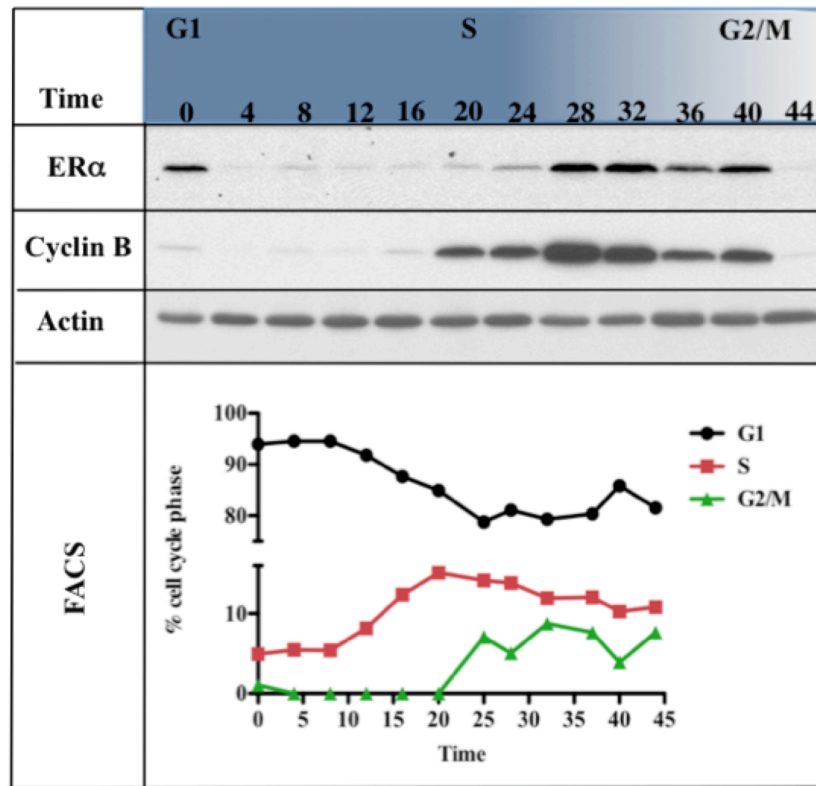 G1 S G2/M
Time 0 4 8 12 16 20 24 28 32 36 40 44
ERα
Cyclin B
Actin
FACS
% cell cycle phase
100
90
80
10
0
0 5 10 15 20 25 30 35 40 45
Time
G1
S
G2/M